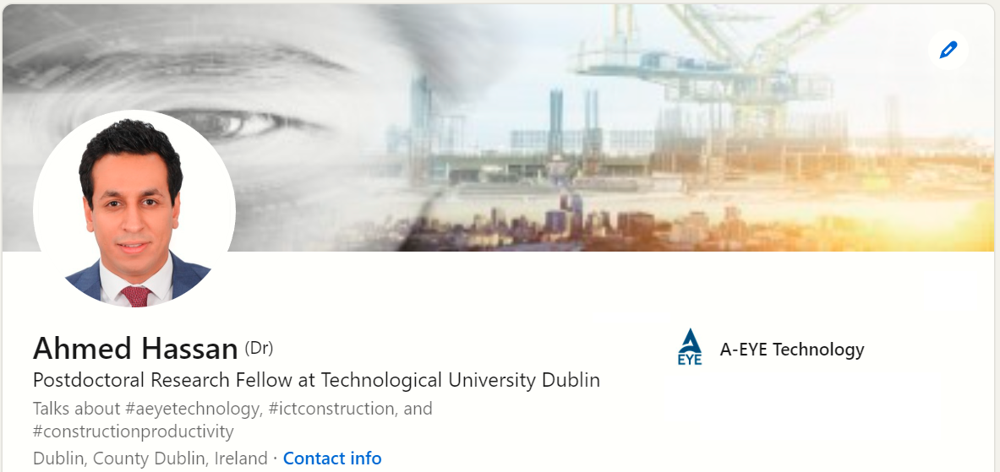 Ahmed Hassan (Dr)
Postdoctoral Research Fellow at Technological University Dublin
Talks about #aeyetechnology, #ictconstruction, and
#constructionproductivity
Dublin, County Dublin, Ireland · Contact info
EYE
A-EYE Technology